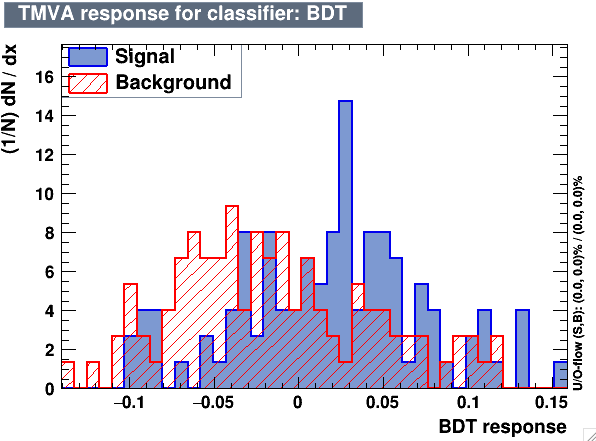 TMVA response for classifier: BDT
Signal
Background
(1/N) dN / dx
16
14
12
10
8
6
4
2
0
−0.1
−0.05
0
0.05
0.1
0.15
BDT response
U/O-flow (S,B): (0.0, 0.0)% / (0.0, 0.0)%